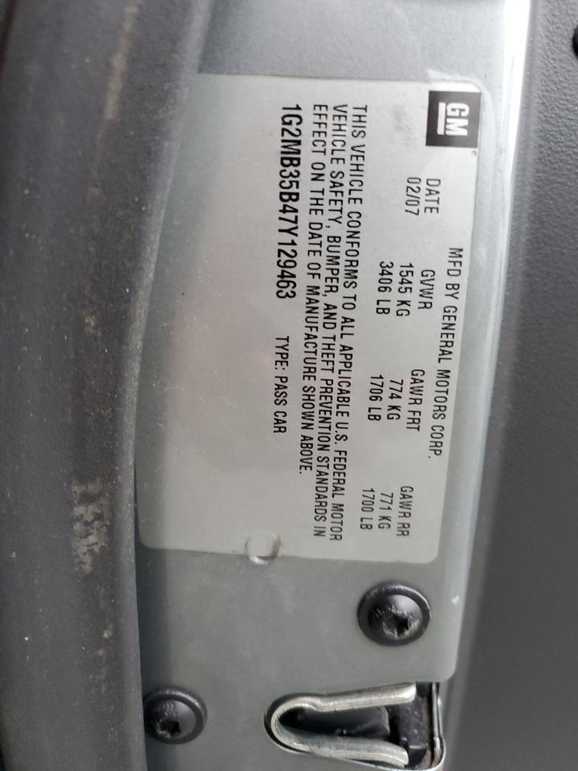 GM
MFD BY GENERAL MOTORS CORP.
DATE GVWR GAWR FRT GAWR RR
02/07 1545 KG 774 KG 771 KG
3406 LB 1706 LB 1700 LB
THIS VEHICLE CONFORMS TO ALL APPLICABLE U.S. FEDERAL MOTOR
VEHICLE SAFETY, BUMPER, AND THEFT PREVENTION STANDARDS IN
EFFECT ON THE DATE OF MANUFACTURE SHOWN ABOVE.
1G2MB35B47Y129463 TYPE: PASS CAR